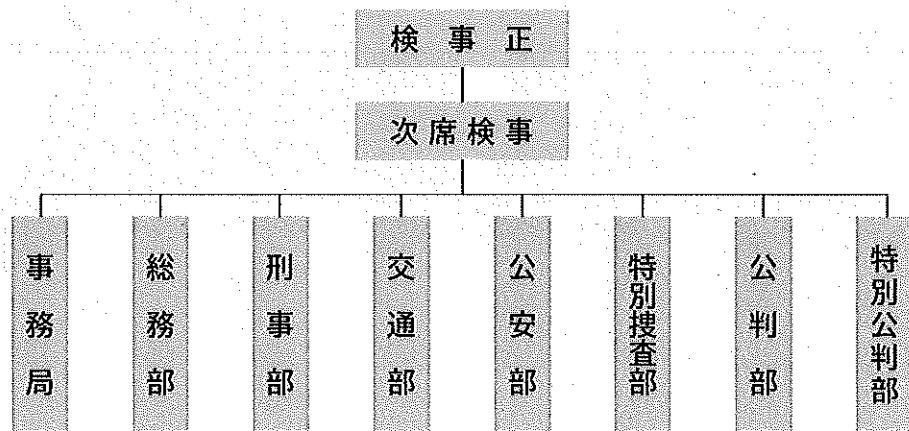 検事正
次席検事
事務局
総務部
刑事部
交通部
公安部
特別捜査部
公判部
特別公判部